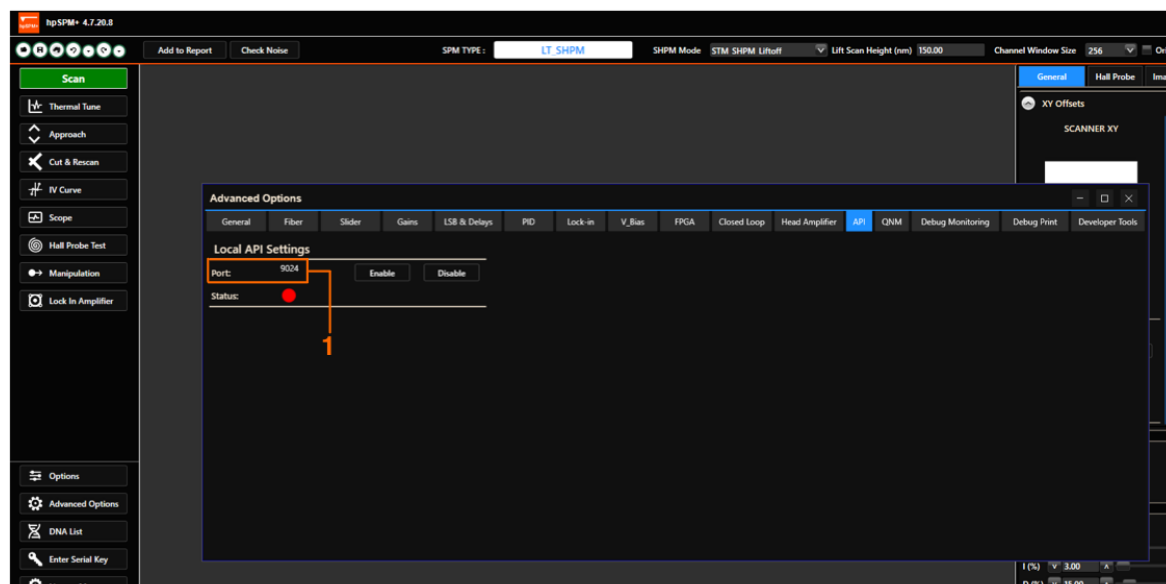 hpSPM+ 4.7.20.8
Add to Report Check Noise SPM TYPE : LT_SHPM SHPM Mode STM SHPM Liftoff Lift Scan Height (nm) 150.00 Channel Window Size 256
Scan
Thermal Tune
Approach
Cut & Rescan
IV Curve
Scope
Hall Probe Test
Manipulation
Lock In Amplifier
General Hall Probe
XY Offsets
SCANNER XY
Advanced Options
General Fiber Slider Gains LSB & Delays PID Lock-in V_Bias FPGA Closed Loop Head Amplifier API QNM Debug Monitoring Debug Print Developer Tools
Local API Settings
Port: 9024 Enable Disable
Status:
1
Options
Advanced Options
DNA List
Enter Serial Key
I (%) 3.00